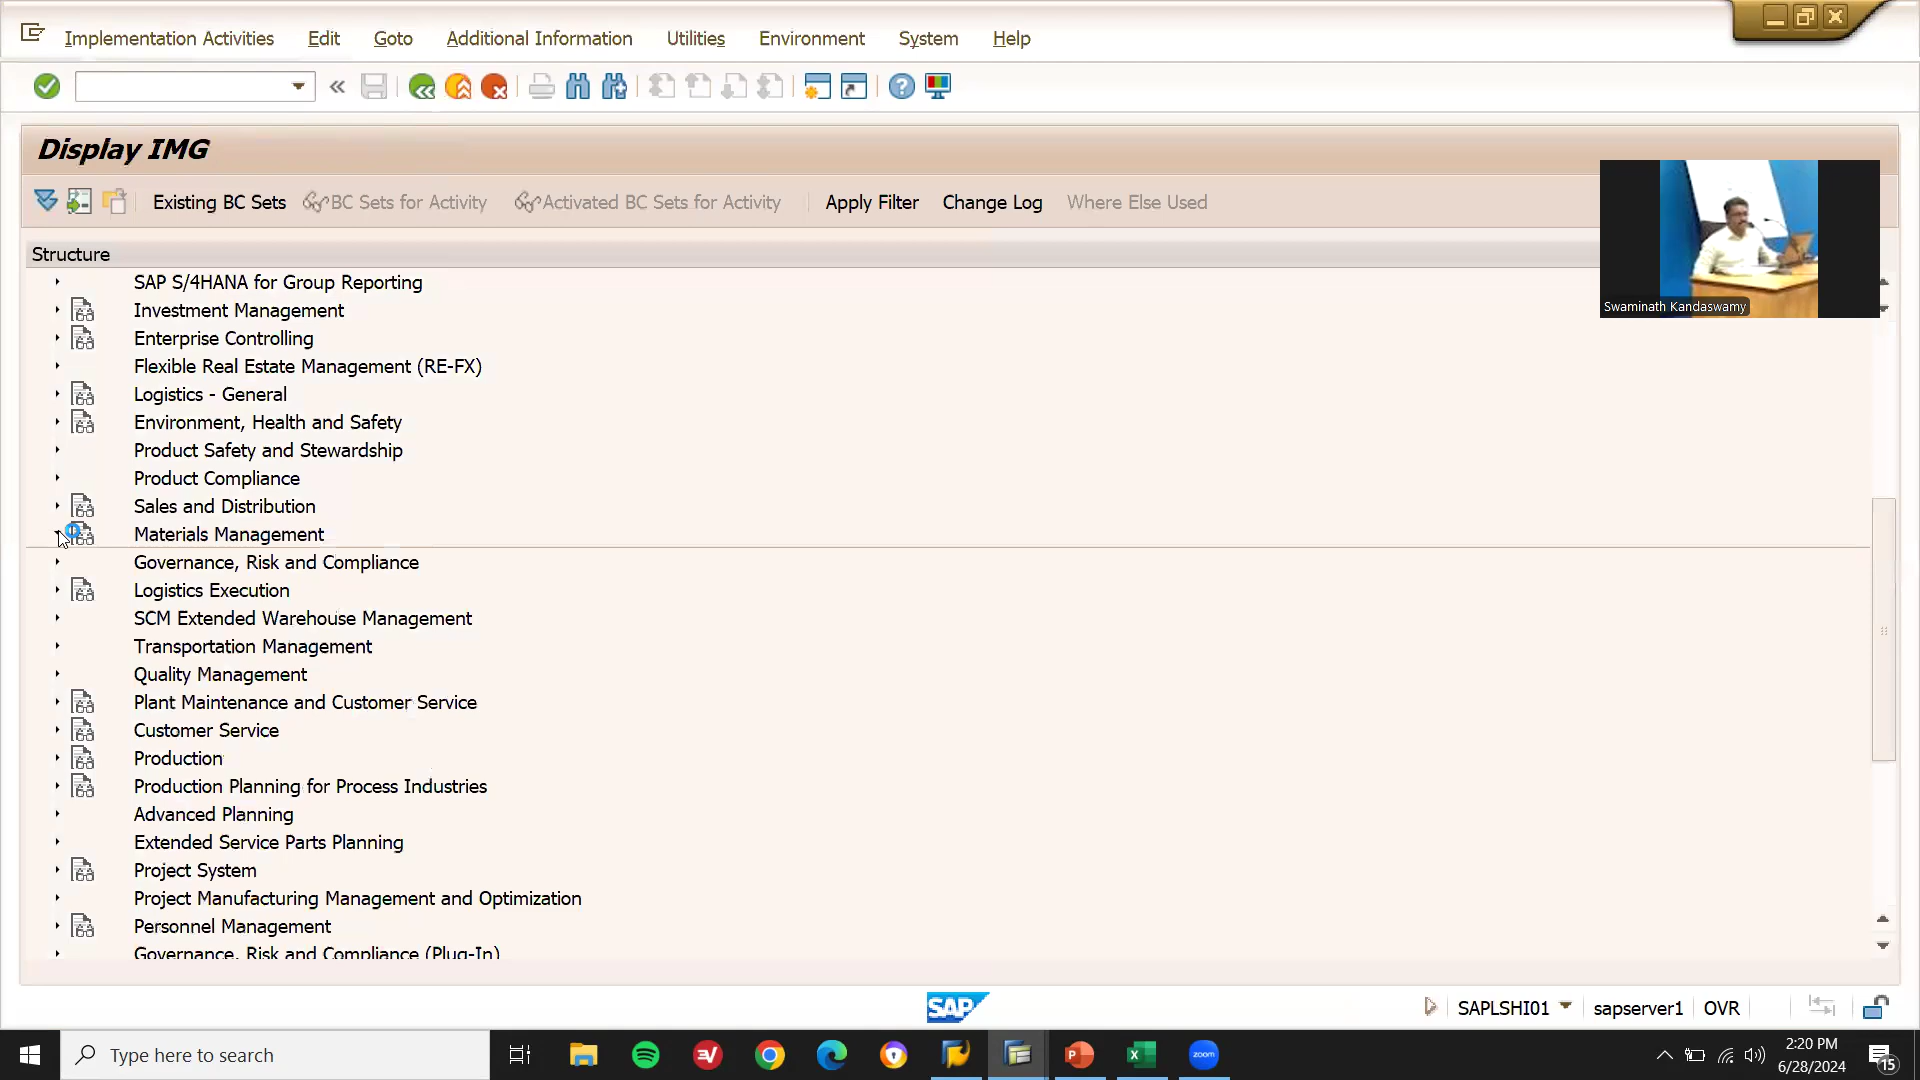 Implementation Activities Edit Goto Additional Information Utilities Environment System Help
Display IMG
Existing BC Sets BC Sets for Activity Activated BC Sets for Activity Apply Filter Change Log Where Else Used
Structure
SAP S/4HANA for Group Reporting
Investment Management
Enterprise Controlling
Flexible Real Estate Management (RE-FX)
Logistics - General
Environment, Health and Safety
Product Safety and Stewardship
Product Compliance
Sales and Distribution
Materials Management
Governance, Risk and Compliance
Logistics Execution
SCM Extended Warehouse Management
Transportation Management
Quality Management
Plant Maintenance and Customer Service
Customer Service
Production
Production Planning for Process Industries
Advanced Planning
Extended Service Parts Planning
Project System
Project Manufacturing Management and Optimization
Personnel Management
Governance, Risk and Compliance (Plug-In)
Swaminath Kandaswamy
SAP
SAPLSHI01 sapserver1 OVR
Type here to search
zoom
2:20 PM
6/28/2024
15